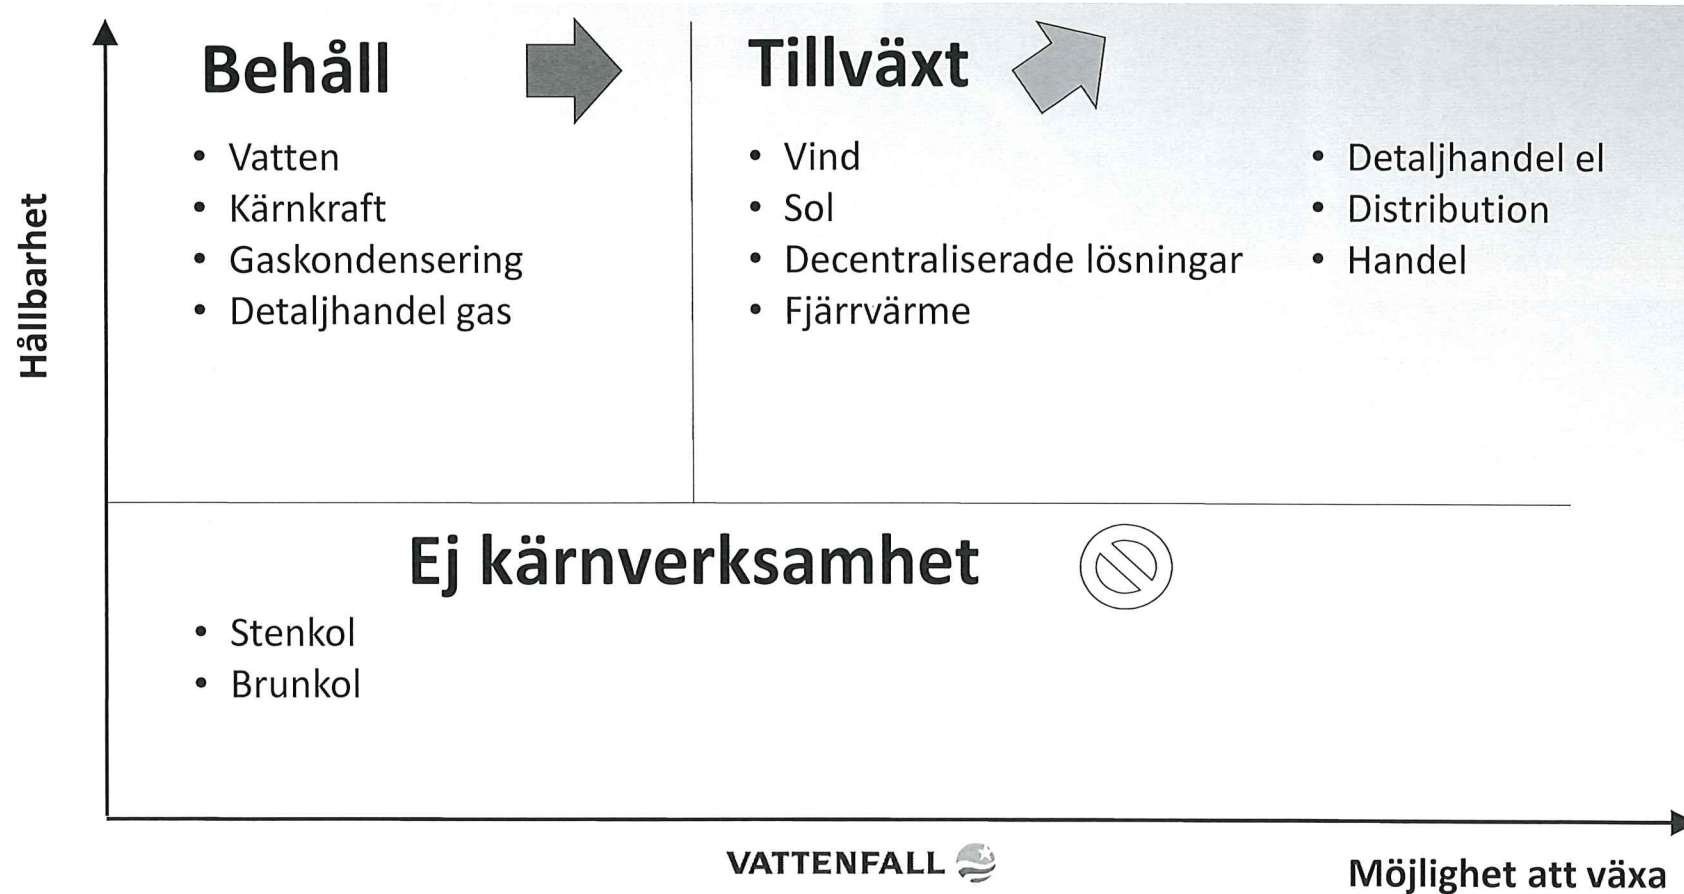 Hållbarhet
Behåll
• Vatten
• Kärnkraft
• Gaskondensering
• Detaljhandel gas
Tillväxt
• Vind
• Sol
• Decentraliserade lösningar
• Fjärrvärme
• Detaljhandel el
• Distribution
• Handel
Ej kärnverksamhet
• Stenkol
• Brunkol
VATTENFALL
Möjlighet att växa